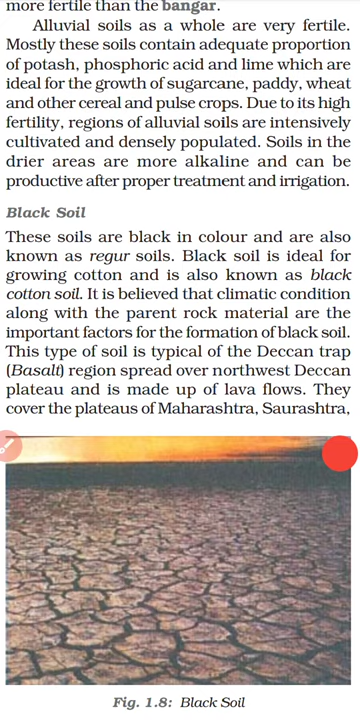 more fertile than the bangar.
Alluvial soils as a whole are very fertile.
Mostly these soils contain adequate proportion
of potash, phosphoric acid and lime which are
ideal for the growth of sugarcane, paddy, wheat
and other cereal and pulse crops. Due to its high
fertility, regions of alluvial soils are intensively
cultivated and densely populated. Soils in the
drier areas are more alkaline and can be
productive after proper treatment and irrigation.
Black Soil
These soils are black in colour and are also
known as regur soils. Black soil is ideal for
growing cotton and is also known as black
cotton soil. It is believed that climatic condition
along with the parent rock material are the
important factors for the formation of black soil.
This type of soil is typical of the Deccan trap
(Basalt) region spread over northwest Deccan
plateau and is made up of lava flows. They
cover the plateaus of Maharashtra, Saurashtra,
Fig. 1.8: Black Soil